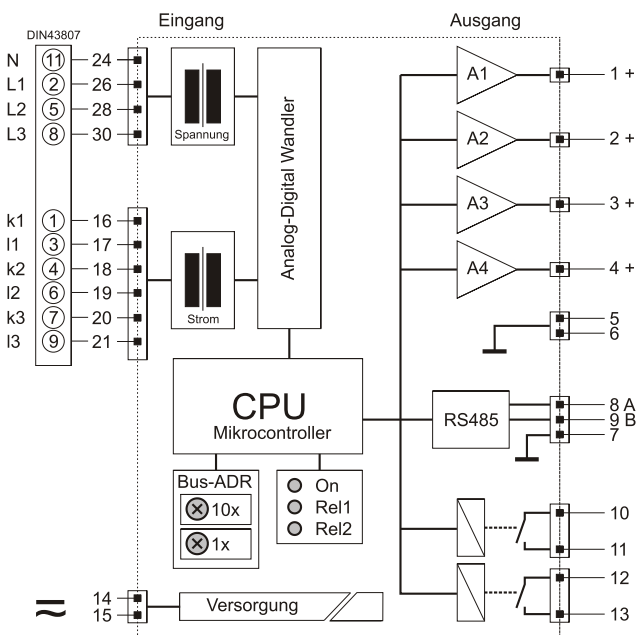 Eingang
Ausgang
DIN43807
N 11 24
L1 2 26
L2 5 28
L3 8 30
Spannung
k1 1 16
l1 3 17
k2 4 18
l2 6 19
k3 7 20
l3 9 21
Strom
Analog-Digital Wandler
A1 1 +
A2 2 +
A3 3 +
A4 4 +
5
6
CPU
Mikrocontroller
RS485
8 A
9 B
7
Bus-ADR
10x
1x
On
Rel1
Rel2
10
11
12
13
≂
14
15
Versorgung